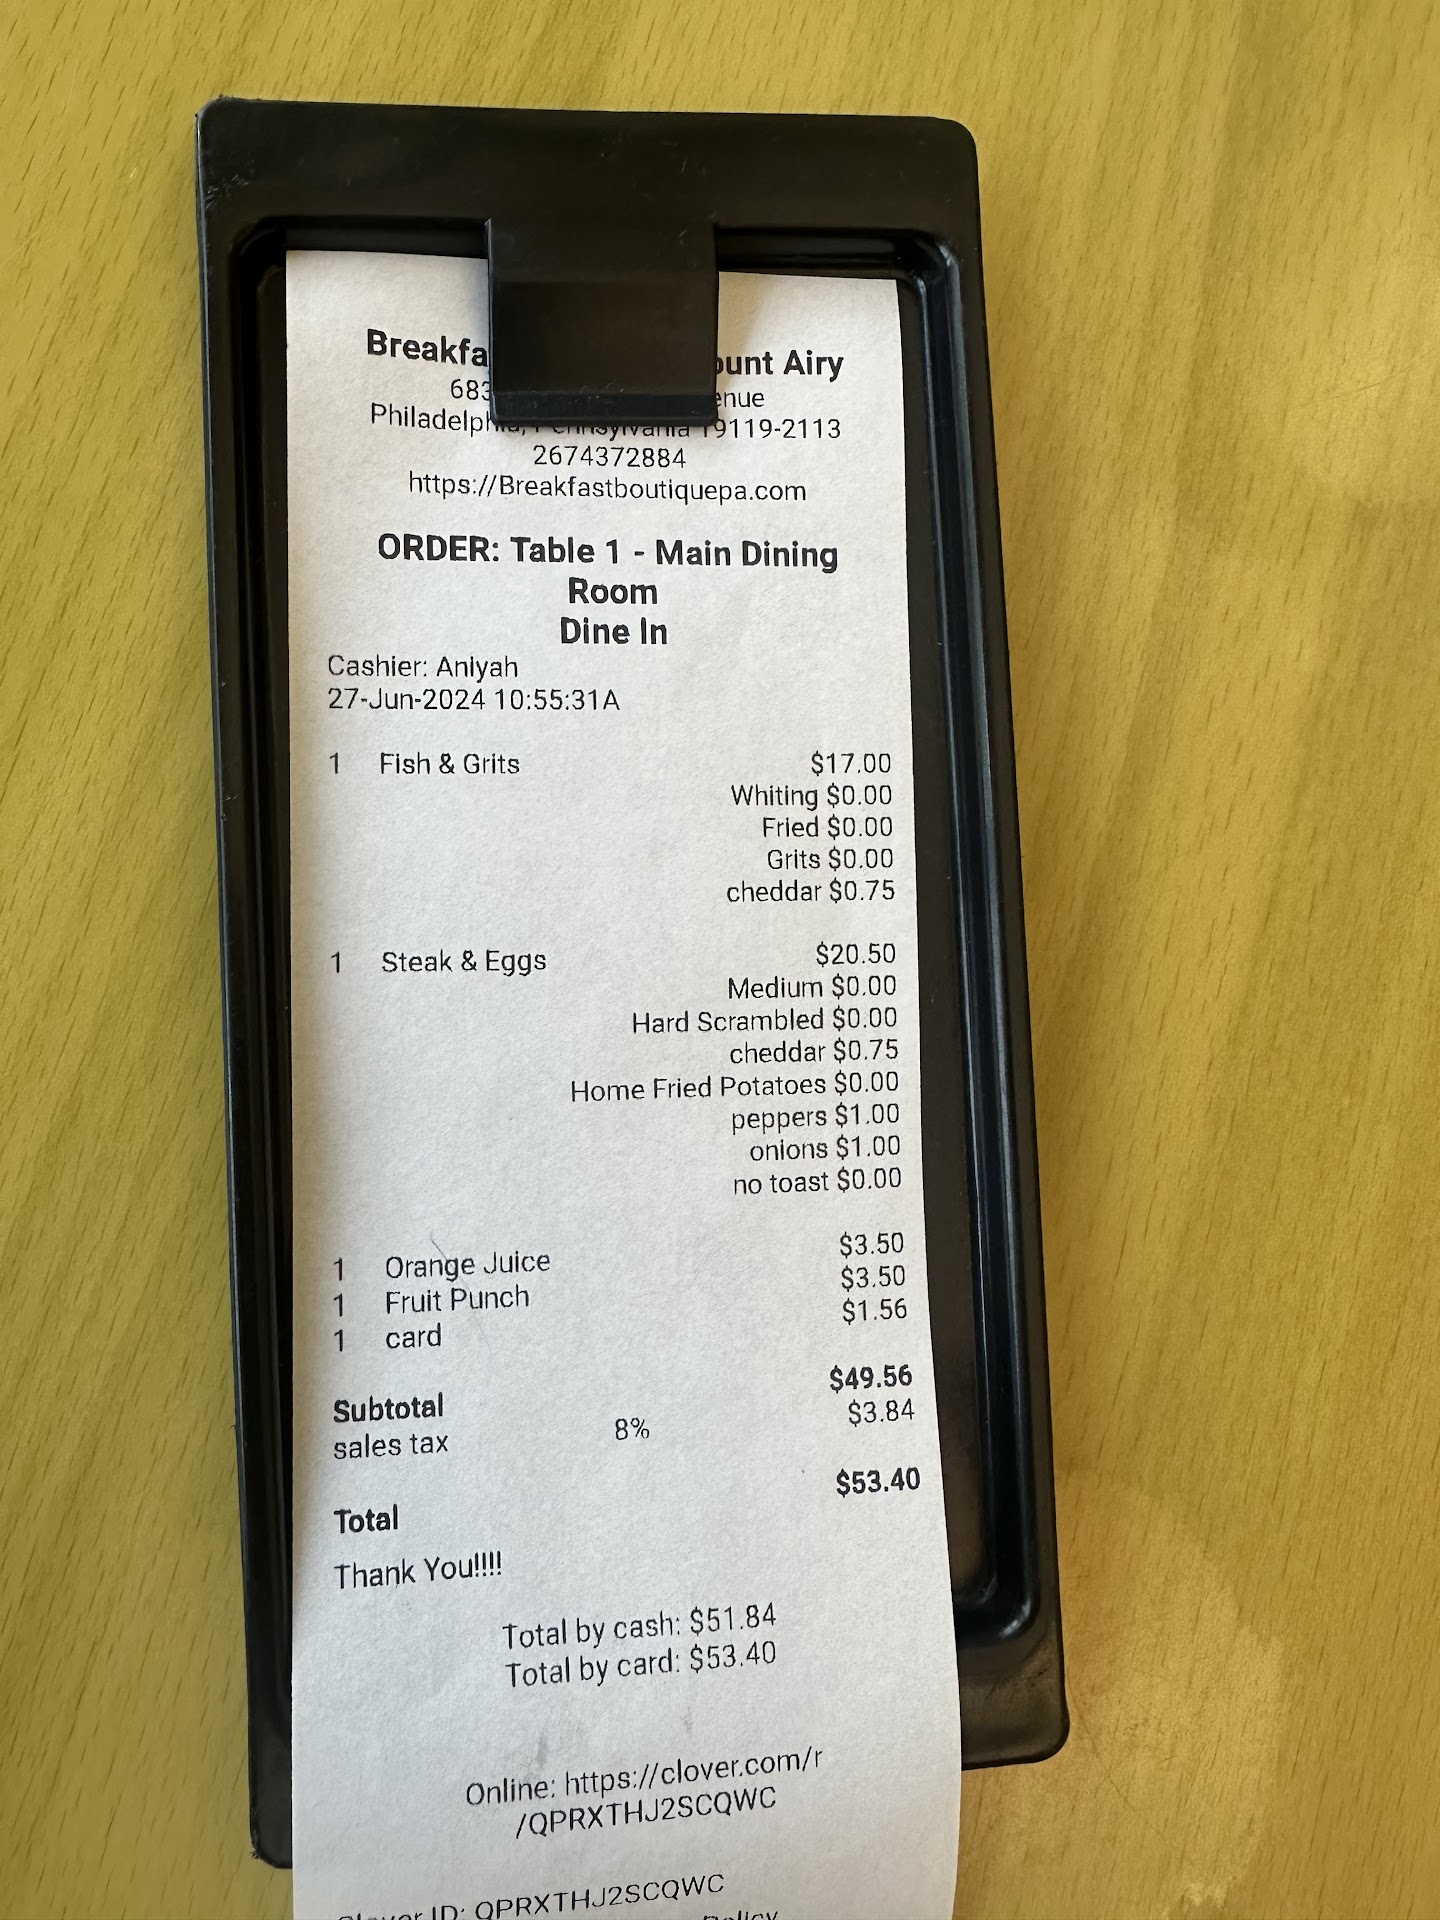 Breakfa ount Airy
683 enue
Philadelphia, Pennsylvania 19119-2113
2674372884
https://Breakfastboutiquepa.com
ORDER: Table 1 - Main Dining
Room
Dine In
Cashier: Aniyah
27-Jun-2024 10:55:31A
1 Fish & Grits $17.00
Whiting $0.00
Fried $0.00
Grits $0.00
cheddar $0.75
1 Steak & Eggs $20.50
Medium $0.00
Hard Scrambled $0.00
cheddar $0.75
Home Fried Potatoes $0.00
peppers $1.00
onions $1.00
no toast $0.00
1 Orange Juice $3.50
1 Fruit Punch $3.50
1 card $1.56
Subtotal $49.56
sales tax 8% $3.84
Total $53.40
Thank You!!!!
Total by cash: $51.84
Total by card: $53.40
Online: https://clover.com/r
/QPRXTHJ2SCQWC
Clover ID: QPRXTHJ2SCQWC
Policy